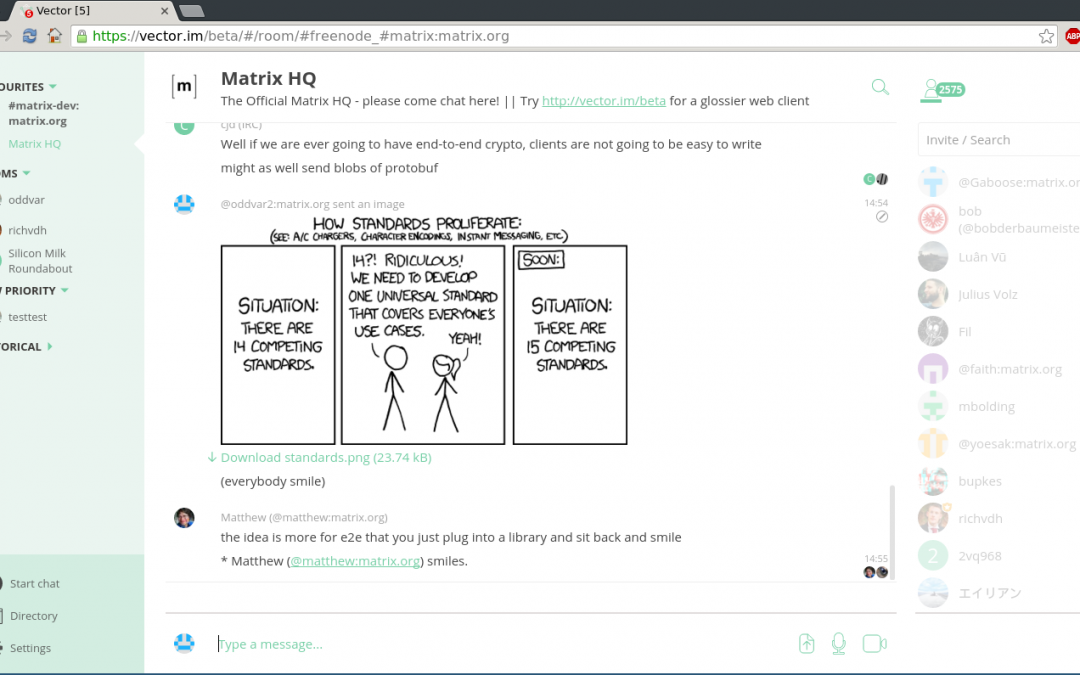 Vector [5]
https://vector.im/beta/#/room/#freenode_#matrix:matrix.org
ABP
OURITES
#matrix-dev:
matrix.org
Matrix HQ
OMS
oddvar
richvdh
Silicon Milk
Roundabout
W PRIORITY
testtest
TORICAL
Start chat
Directory
Settings
[m]
Matrix HQ
The Official Matrix HQ - please come chat here! || Try http://vector.im/beta for a glossier web client
C
cjd (IRC)
Well if we are ever going to have end-to-end crypto, clients are not going to be easy to write
might as well send blobs of protobuf
C
@oddvar2:matrix.org sent an image
14:54
HOW STANDARDS PROLIFERATE:
(SEE: A/C CHARGERS, CHARACTER ENCODINGS, INSTANT MESSAGING, ETC.)
SITUATION:
THERE ARE
14 COMPETING
STANDARDS.
14?! RIDICULOUS!
WE NEED TO DEVELOP
ONE UNIVERSAL STANDARD
THAT COVERS EVERYONE'S
USE CASES.
YEAH!
SOON:
SITUATION:
THERE ARE
15 COMPETING
STANDARDS.
Download standards.png (23.74 kB)
(everybody smile)
Matthew (@matthew:matrix.org)
the idea is more for e2e that you just plug into a library and sit back and smile
* Matthew (@matthew:matrix.org) smiles.
14:55
Type a message...
2575
Invite / Search
@Gaboose:matrix.or
bob
(@bobderbaumeiste
Luân Vũ
Julius Volz
Fil
@faith:matrix.org
mbolding
@yoesak:matrix.org
bupkes
richvdh
2
2vq968
エイリアン